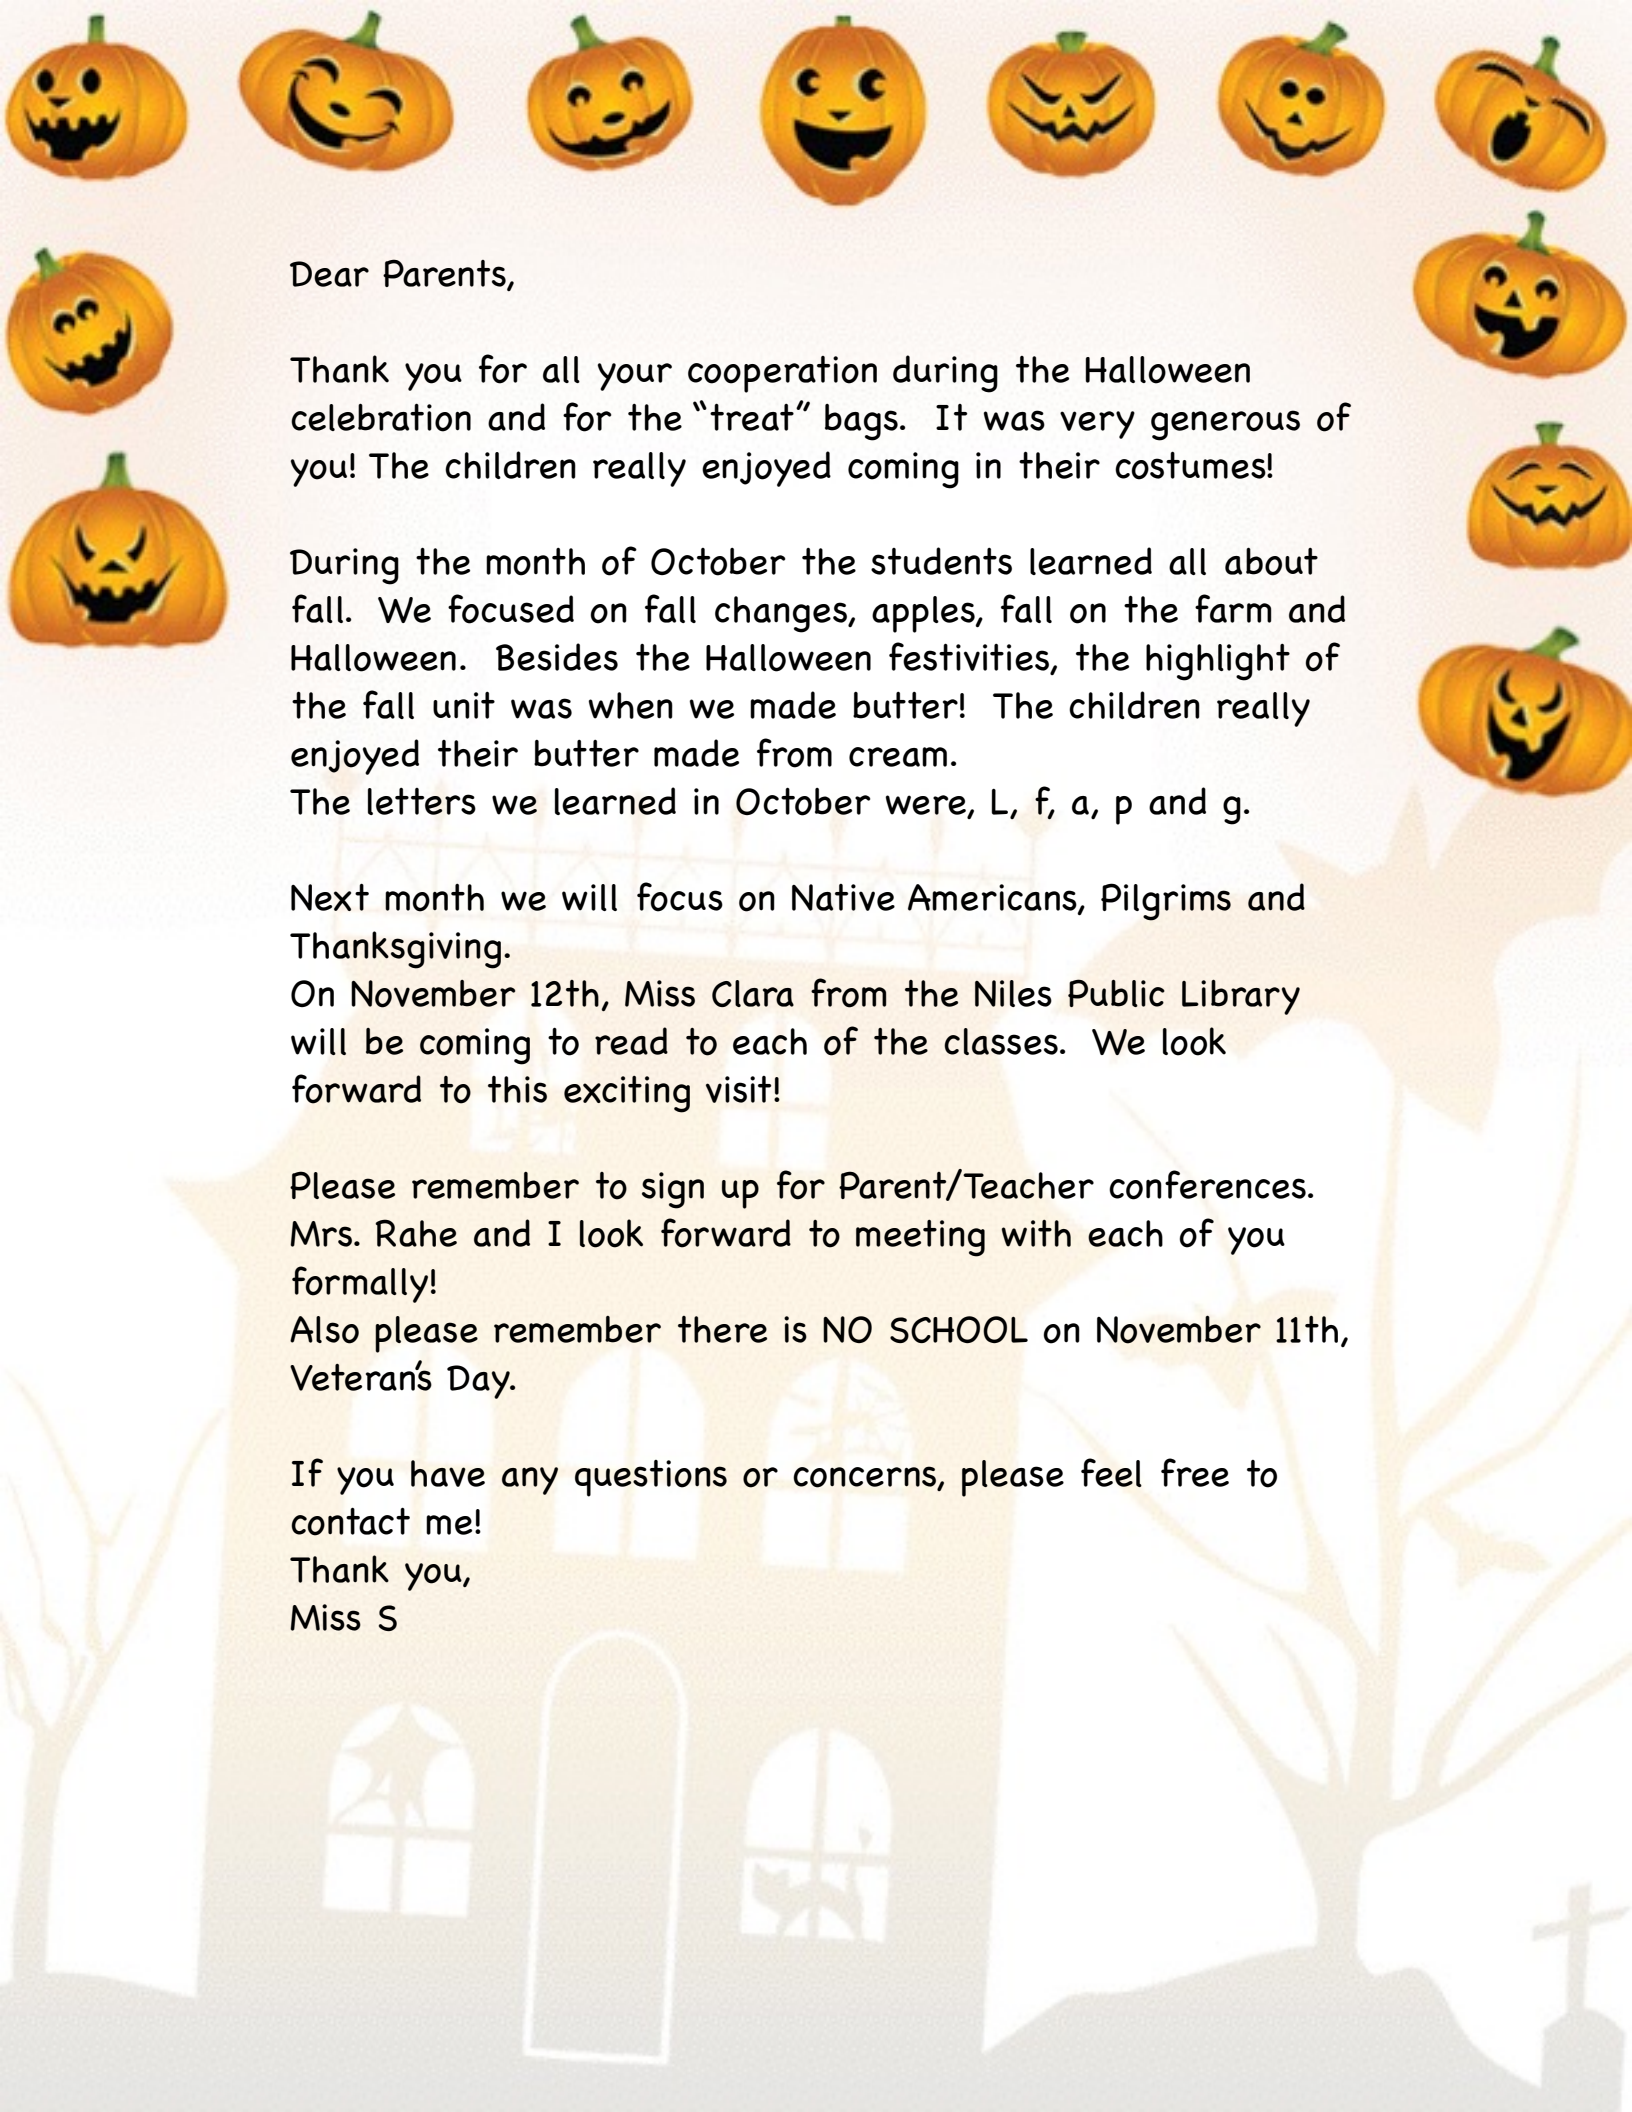 Dear Parents,
Thank you for all your cooperation during the Halloween
celebration and for the “treat” bags.  It was very generous of
you! The children really enjoyed coming in their costumes!
During the month of October the students learned all about
fall.  We focused on fall changes, apples, fall on the farm and
Halloween.  Besides the Halloween festivities, the highlight of
the fall unit was when we made butter!  The children really
enjoyed their butter made from cream.
The letters we learned in October were, L, f, a, p and g.
Next month we will focus on Native Americans, Pilgrims and
Thanksgiving.
On November 12th, Miss Clara from the Niles Public Library
will be coming to read to each of the classes.  We look
forward to this exciting visit!
Please remember to sign up for Parent/Teacher conferences.
Mrs. Rahe and I look forward to meeting with each of you
formally!
Also please remember there is NO SCHOOL on November 11th,
Veteran’s Day.
If you have any questions or concerns, please feel free to
contact me!
Thank you,
Miss S